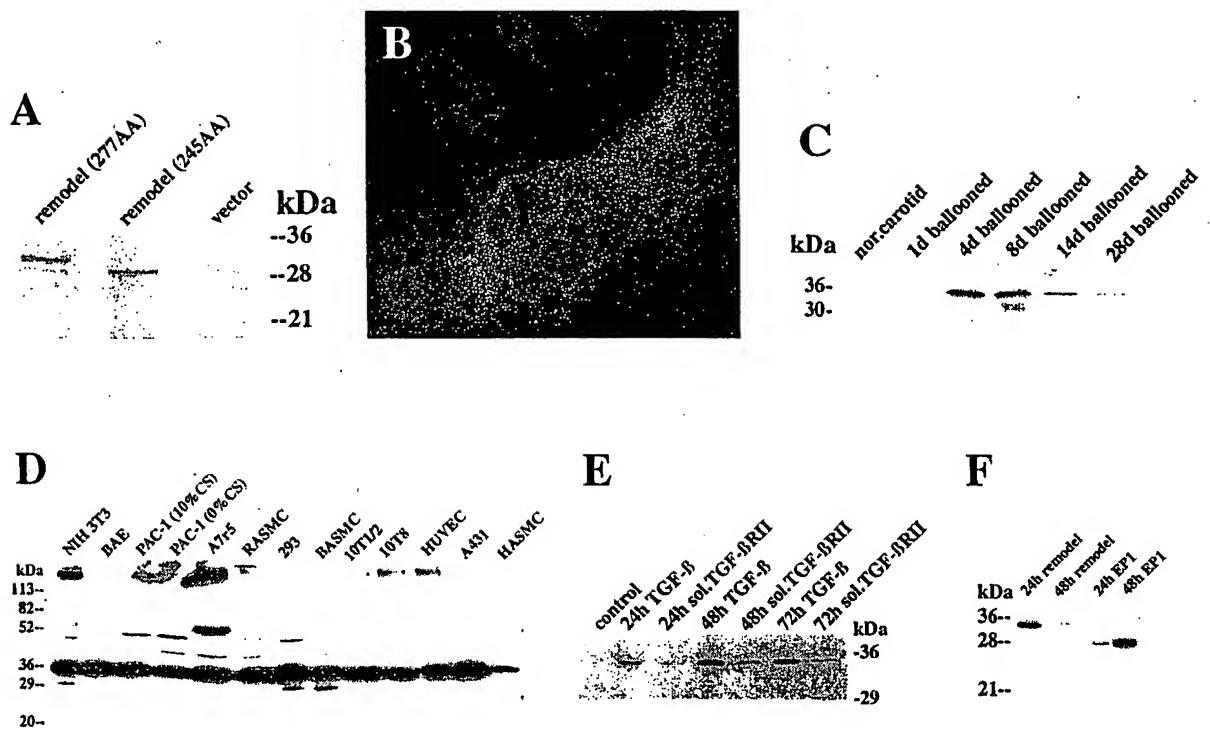 A
remodel (277AA)
remodel (245AA)
vector
kDa
--36
--28
--21
B
C
nor.carotid
1d ballooned
4d ballooned
8d ballooned
14d ballooned
28d ballooned
kDa
36-
30-
D
NIH 3T3
BAE
PAC-1 (10%CS)
PAC-1 (0%CS)
A7r5
RASMC
293
BASMC
10T1/2
10T8
HUVEC
A431
HASMC
kDa
113--
82--
52--
36--
29--
20--
E
control
24h TGF-ß
24h sol.TGF-ßRII
48h TGF-ß
48h sol.TGF-ßRII
72h TGF-ß
72h sol.TGF-ßRII
kDa
-36
-29
F
24h remodel
48h remodel
24h EP1
48h EP1
kDa
36--
28--
21--